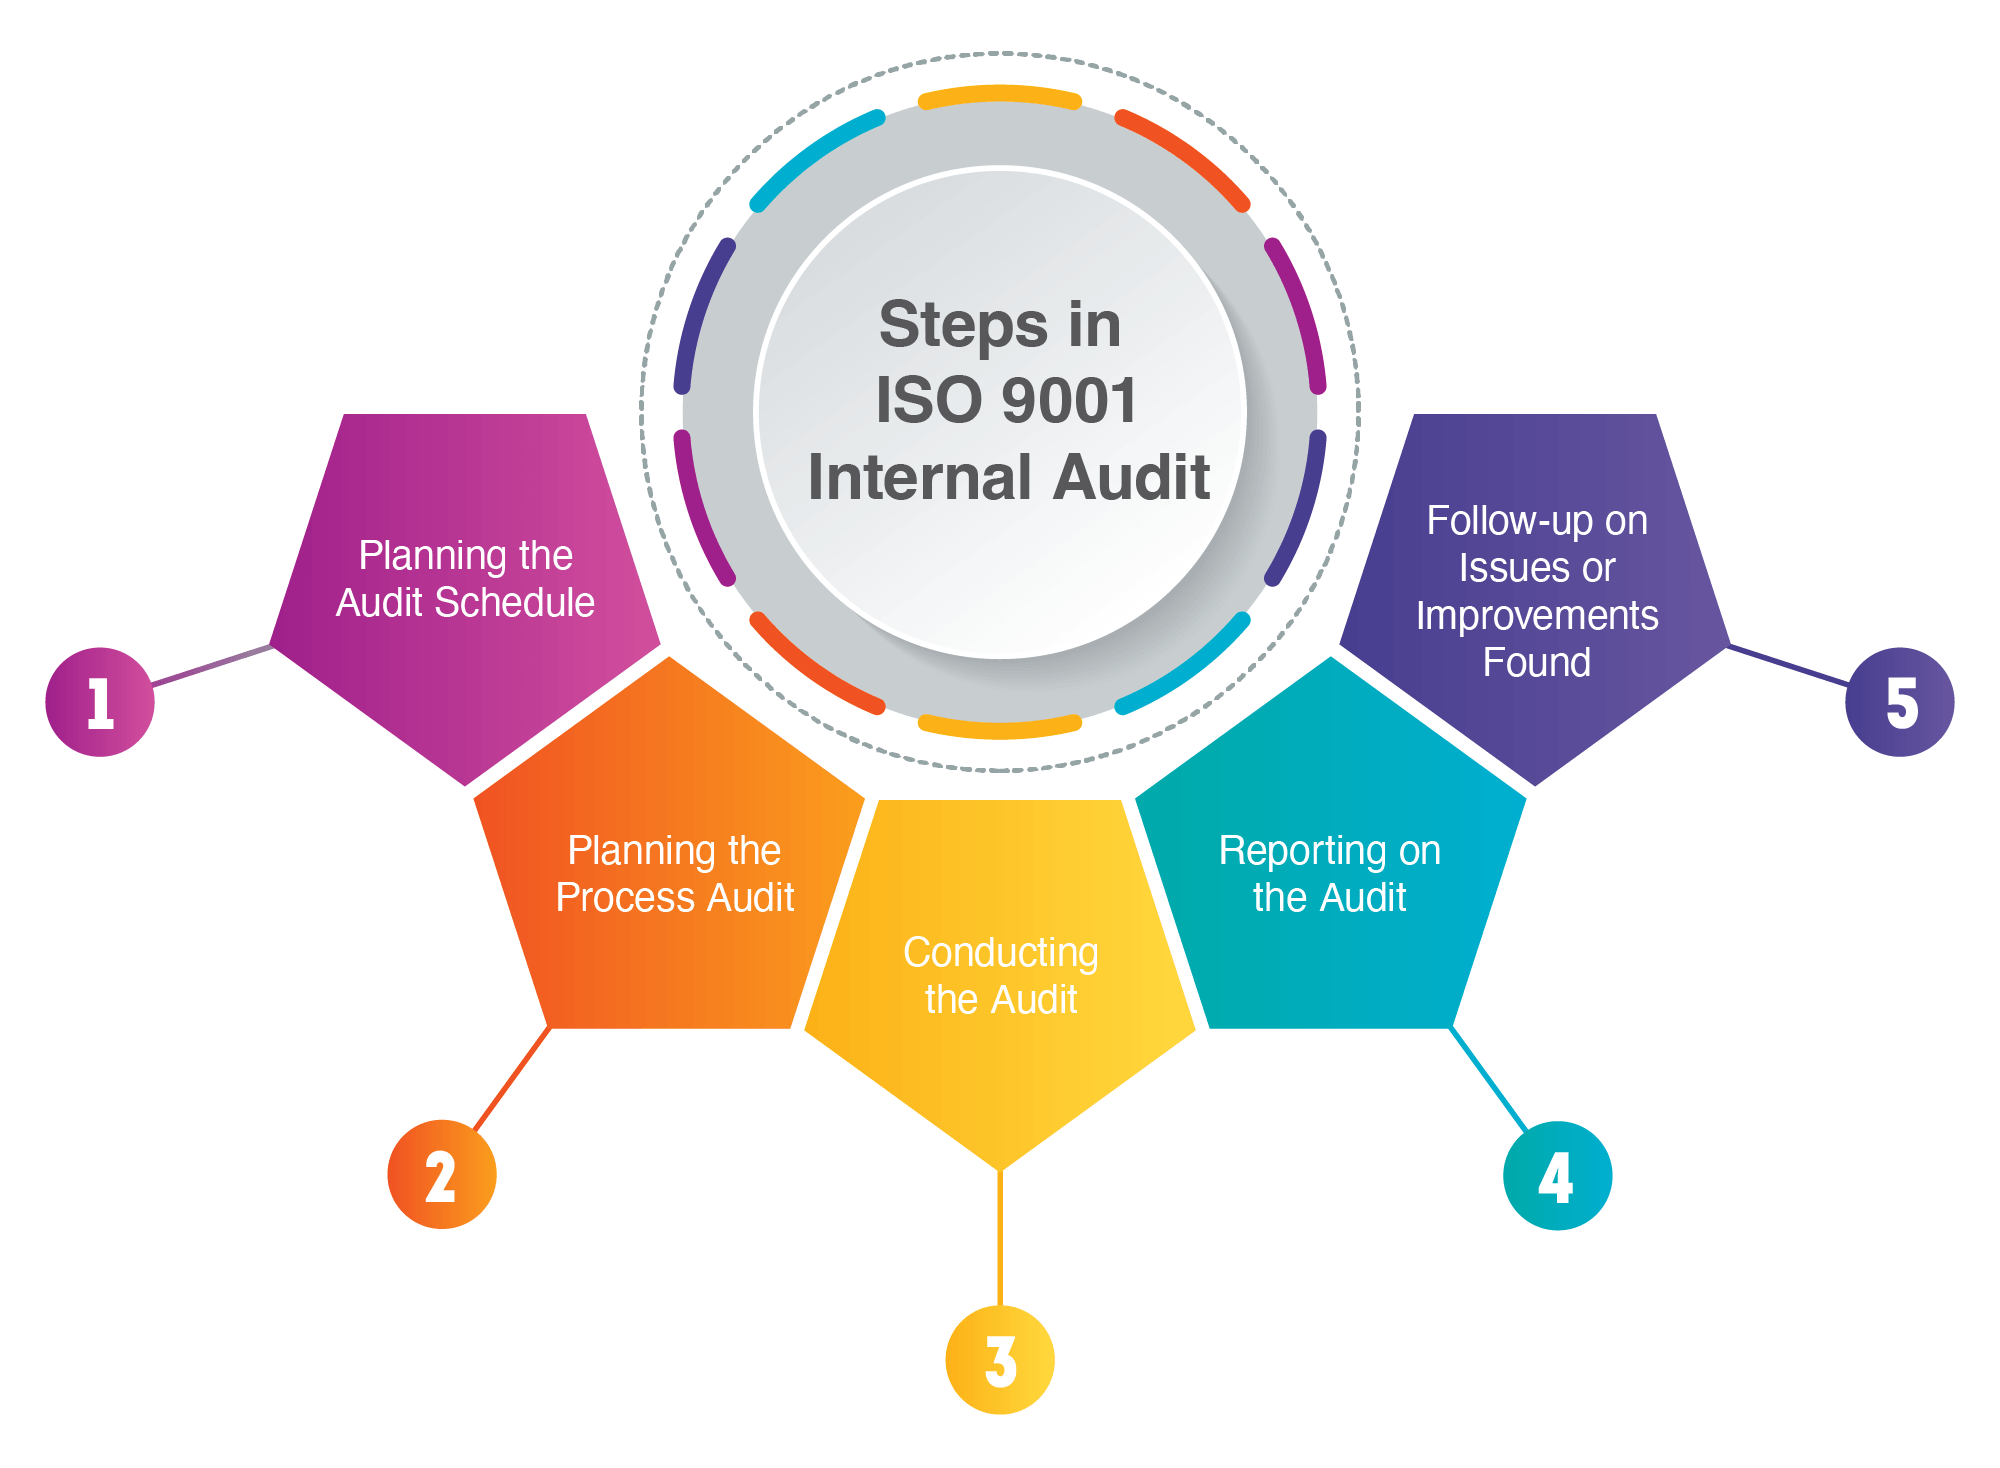 Steps in
ISO 9001
Internal Audit
Planning the
Audit Schedule
1
Planning the
Process Audit
2
Conducting
the Audit
3
Reporting on
the Audit
4
Follow-up on
Issues or
Improvements
Found
5